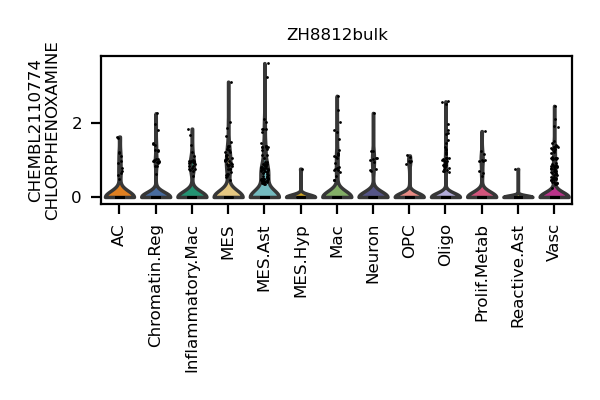 ZH8812bulk
CHEMBL2110774
CHLORPHENOXAMINE
2
0
AC
Chromatin.Reg
Inflammatory.Mac
MES
MES.Ast
MES.Hyp
Mac
Neuron
OPC
Oligo
Prolif.Metab
Reactive.Ast
Vasc